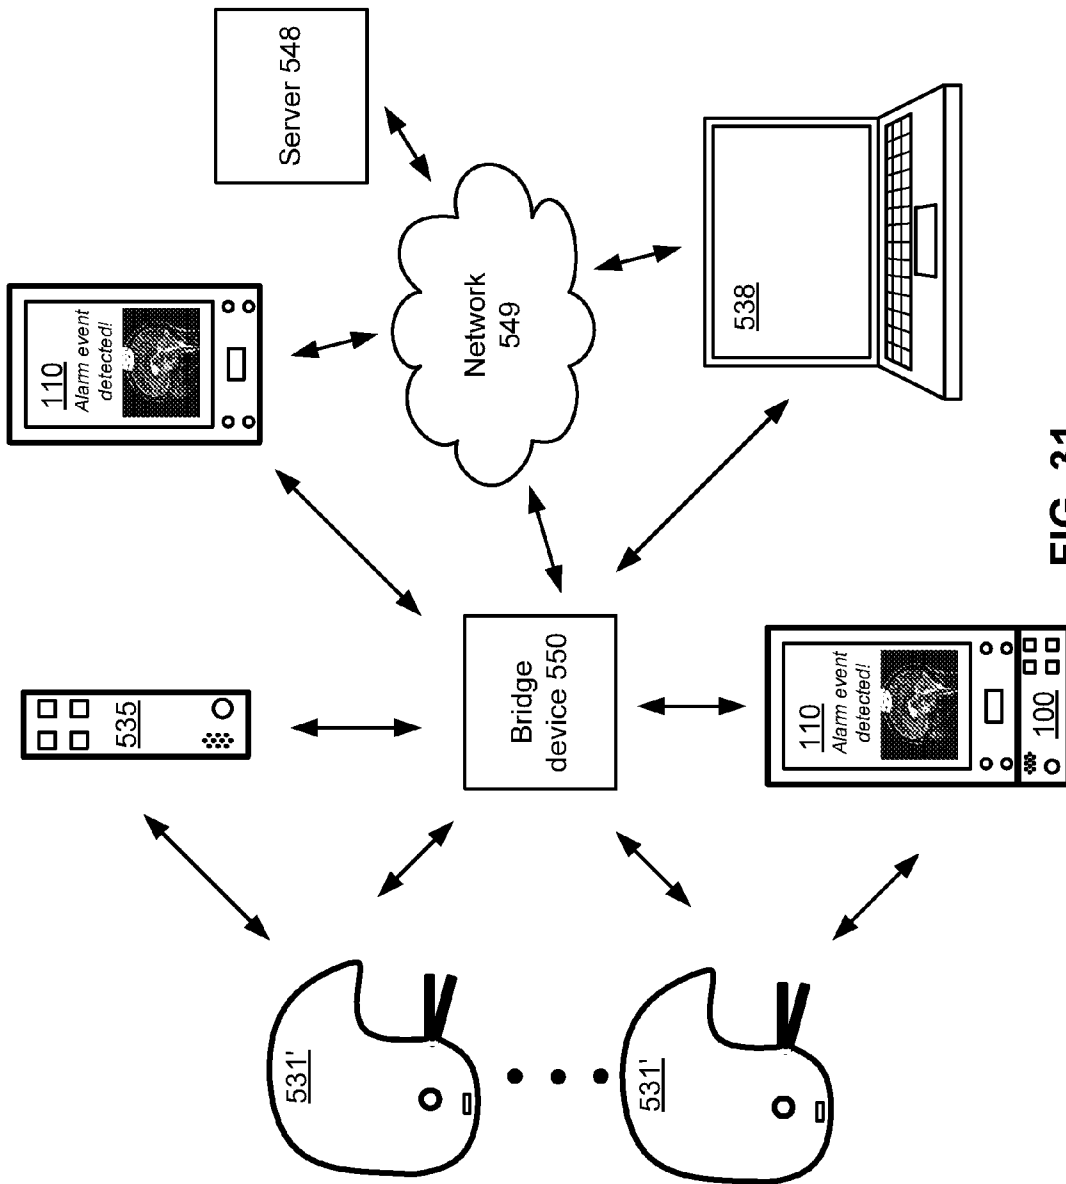 Server 548
110
Alarm event
detected!
Network
549
538
535
Bridge
device 550
110
Alarm event
detected!
100
531'
531'
FIG. 31